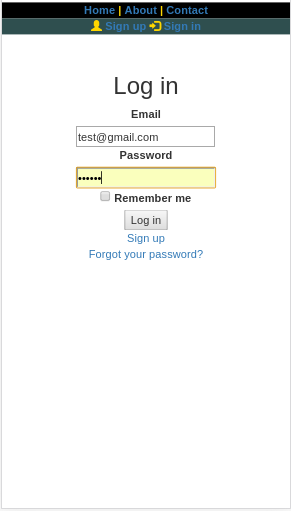 Home | About | Contact
Sign up Sign in
Log in
Email
test@gmail.com
Password
••••••
Remember me
Log in
Sign up
Forgot your password?